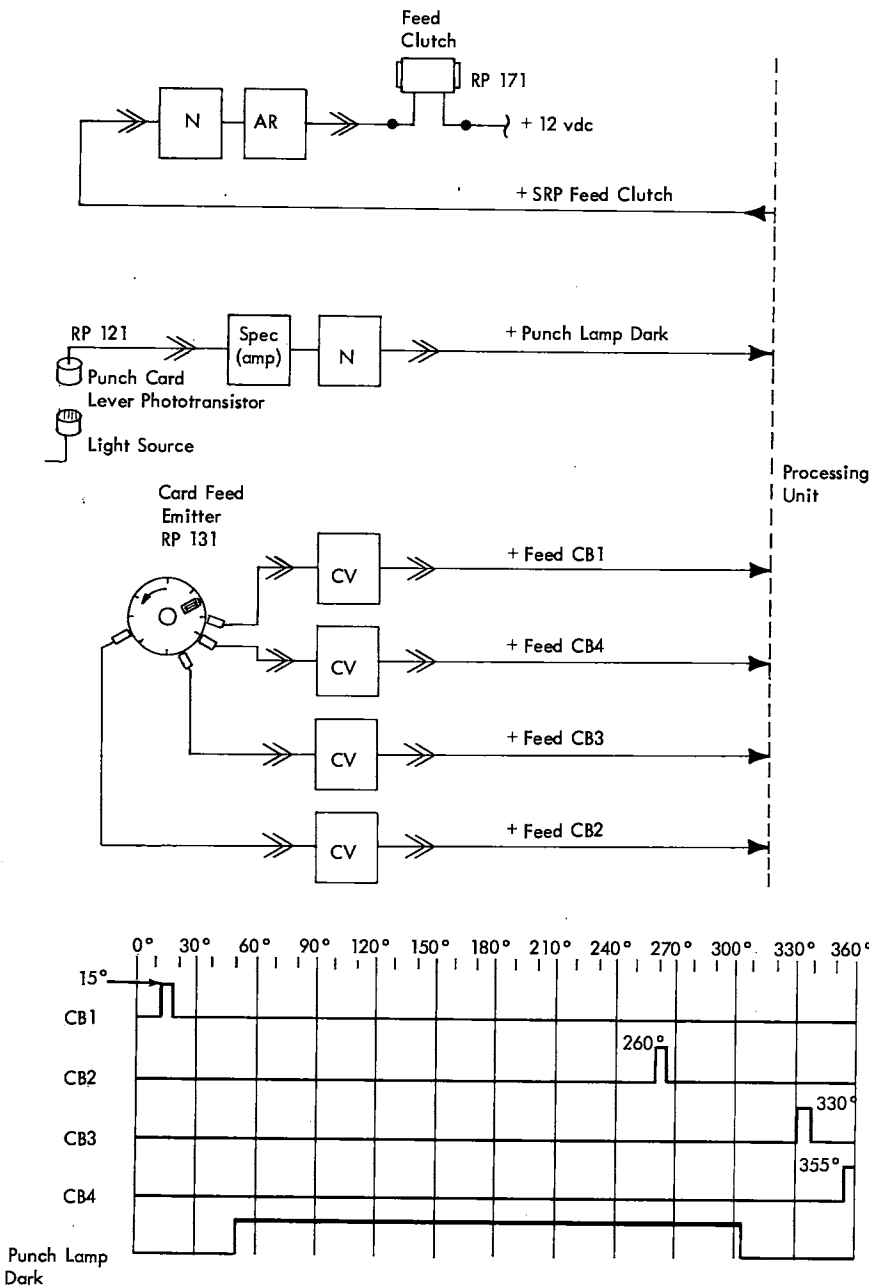 Feed
Clutch
RP 171
N
AR
+ 12 vdc
+ SRP Feed Clutch
RP 121
Spec
(amp)
N
+ Punch Lamp Dark
Punch Card
Lever Phototransistor
Light Source
Processing
Unit
Card Feed
Emitter
RP 131
CV
+ Feed CB1
CV
+ Feed CB4
CV
+ Feed CB3
CV
+ Feed CB2
0° 30° 60° 90° 120° 150° 180° 210° 240° 270° 300° 330° 360°
15°
CB1
260°
CB2
330°
CB3
355°
CB4
Punch Lamp
Dark